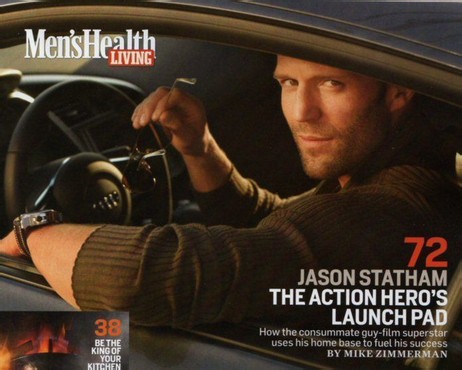 Men'sHealth
LIVING
72
JASON STATHAM
THE ACTION HERO'S
LAUNCH PAD
How the consummate guy-film superstar
uses his home base to fuel his success
BY MIKE ZIMMERMAN
38
BE THE
KING OF
YOUR
KITCHEN